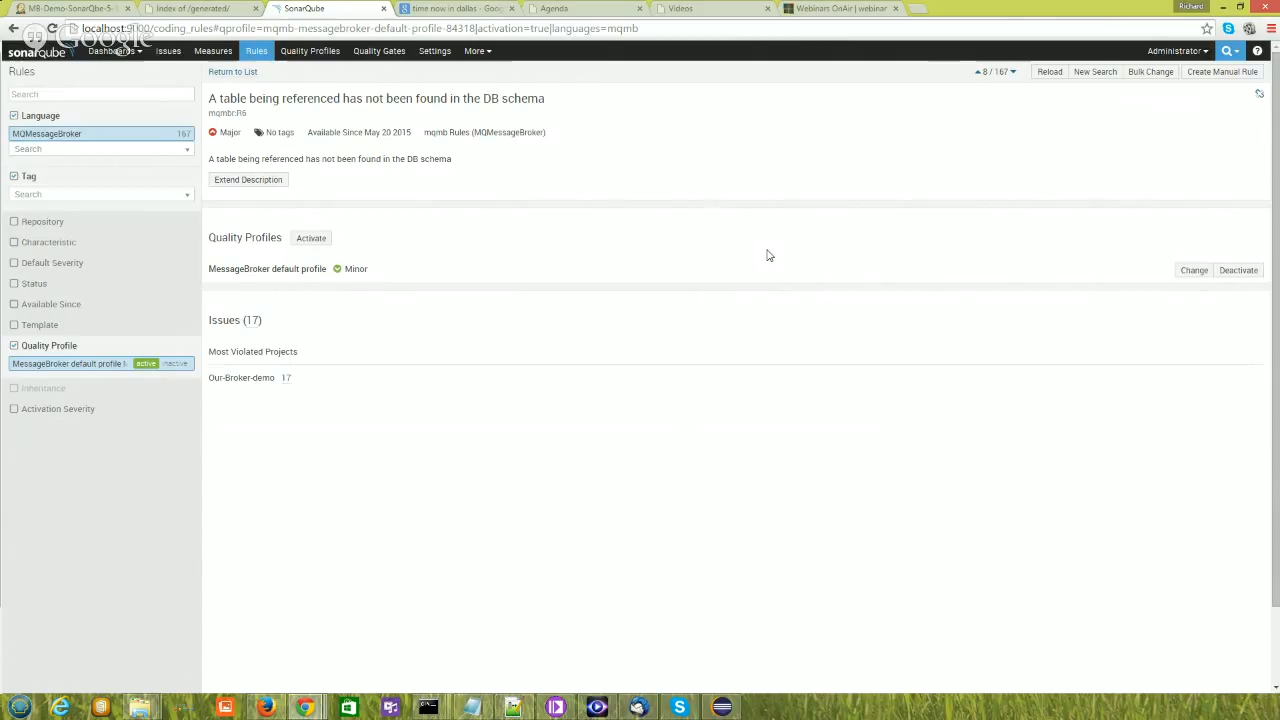 MB-Demo-SonarQbe-5-
Index of /generated/
SonarQube
time now in dallas - Goo
Agenda
Videos
Webinars OnAir | webinar
Richard
localhost:9100/coding_rules#qprofile=mqmb-messagebroker-default-profile-84318|activation=true|languages=mqmb
Google
sonarqube
Dashboards
Issues
Measures
Rules
Quality Profiles
Quality Gates
Settings
More
Administrator
Rules
Return to List
8 / 167
Reload
New Search
Bulk Change
Create Manual Rule
Search
Language
MQMessageBroker 167
Search
Tag
Search
Repository
Characteristic
Default Severity
Status
Available Since
Template
Quality Profile
MessageBroker default profile active inactive
Inheritance
Activation Severity
A table being referenced has not been found in the DB schema
mqmbr:R6
Major
No tags
Available Since May 20 2015
mqmb Rules (MQMessageBroker)
A table being referenced has not been found in the DB schema
Extend Description
Quality Profiles
Activate
MessageBroker default profile
Minor
Change
Deactivate
Issues (17)
Most Violated Projects
Our-Broker-demo 17